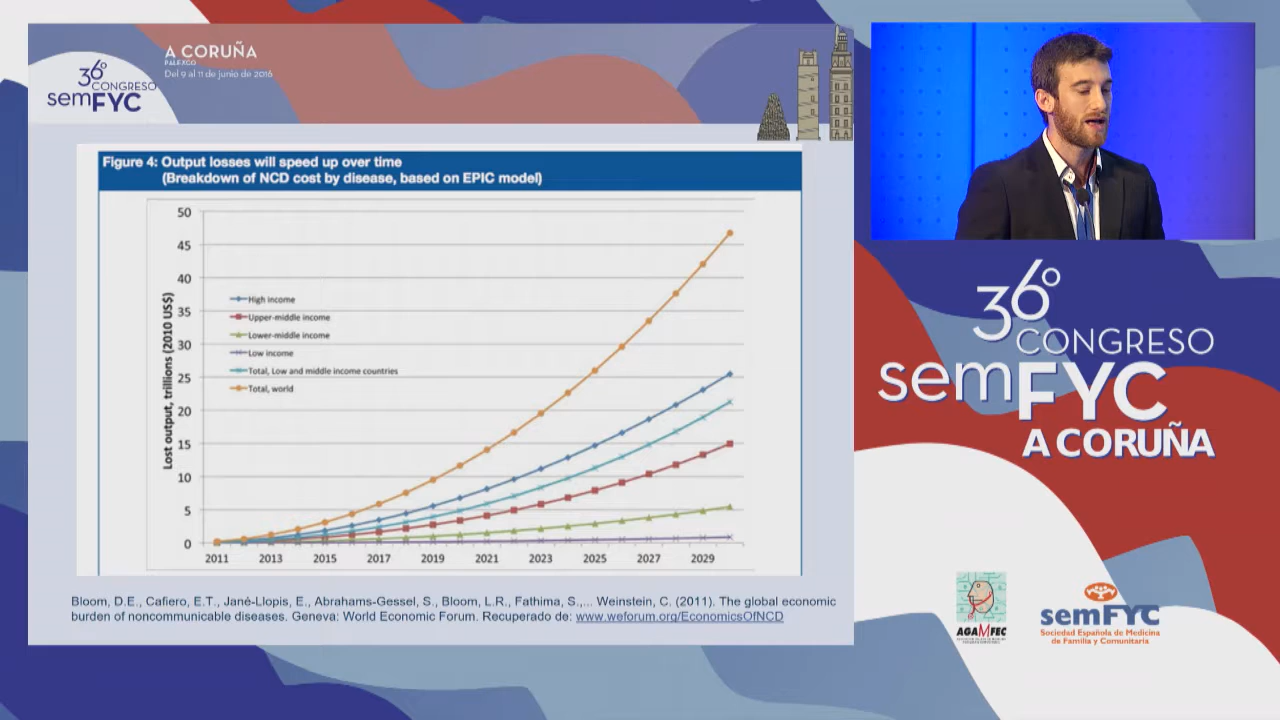 A CORUÑA
PALEXCO
Del 9 al 11 de junio de 2016
36º
CONGRESO
semFYC
Figure 4: Output losses will speed up over time
(Breakdown of NCD cost by disease, based on EPIC model)
Lost output, trillions (2010 US$)
50
45
40
35
30
25
20
15
10
5
0
High income
Upper-middle income
Lower-middle income
Low income
Total, Low and middle income countries
Total, world
2011 2013 2015 2017 2019 2021 2023 2025 2027 2029
Bloom, D.E., Cafiero, E.T., Jané-Llopis, E., Abrahams-Gessel, S., Bloom, L.R., Fathima, S.,... Weinstein, C. (2011). The global economic
burden of noncommunicable diseases. Geneva: World Economic Forum. Recuperado de: www.weforum.org/EconomicsOfNCD
36º
CONGRESO
semFYC
A CORUÑA
AGAMFEC
semFYC
Sociedad Española de Medicina
de Familia y Comunitaria